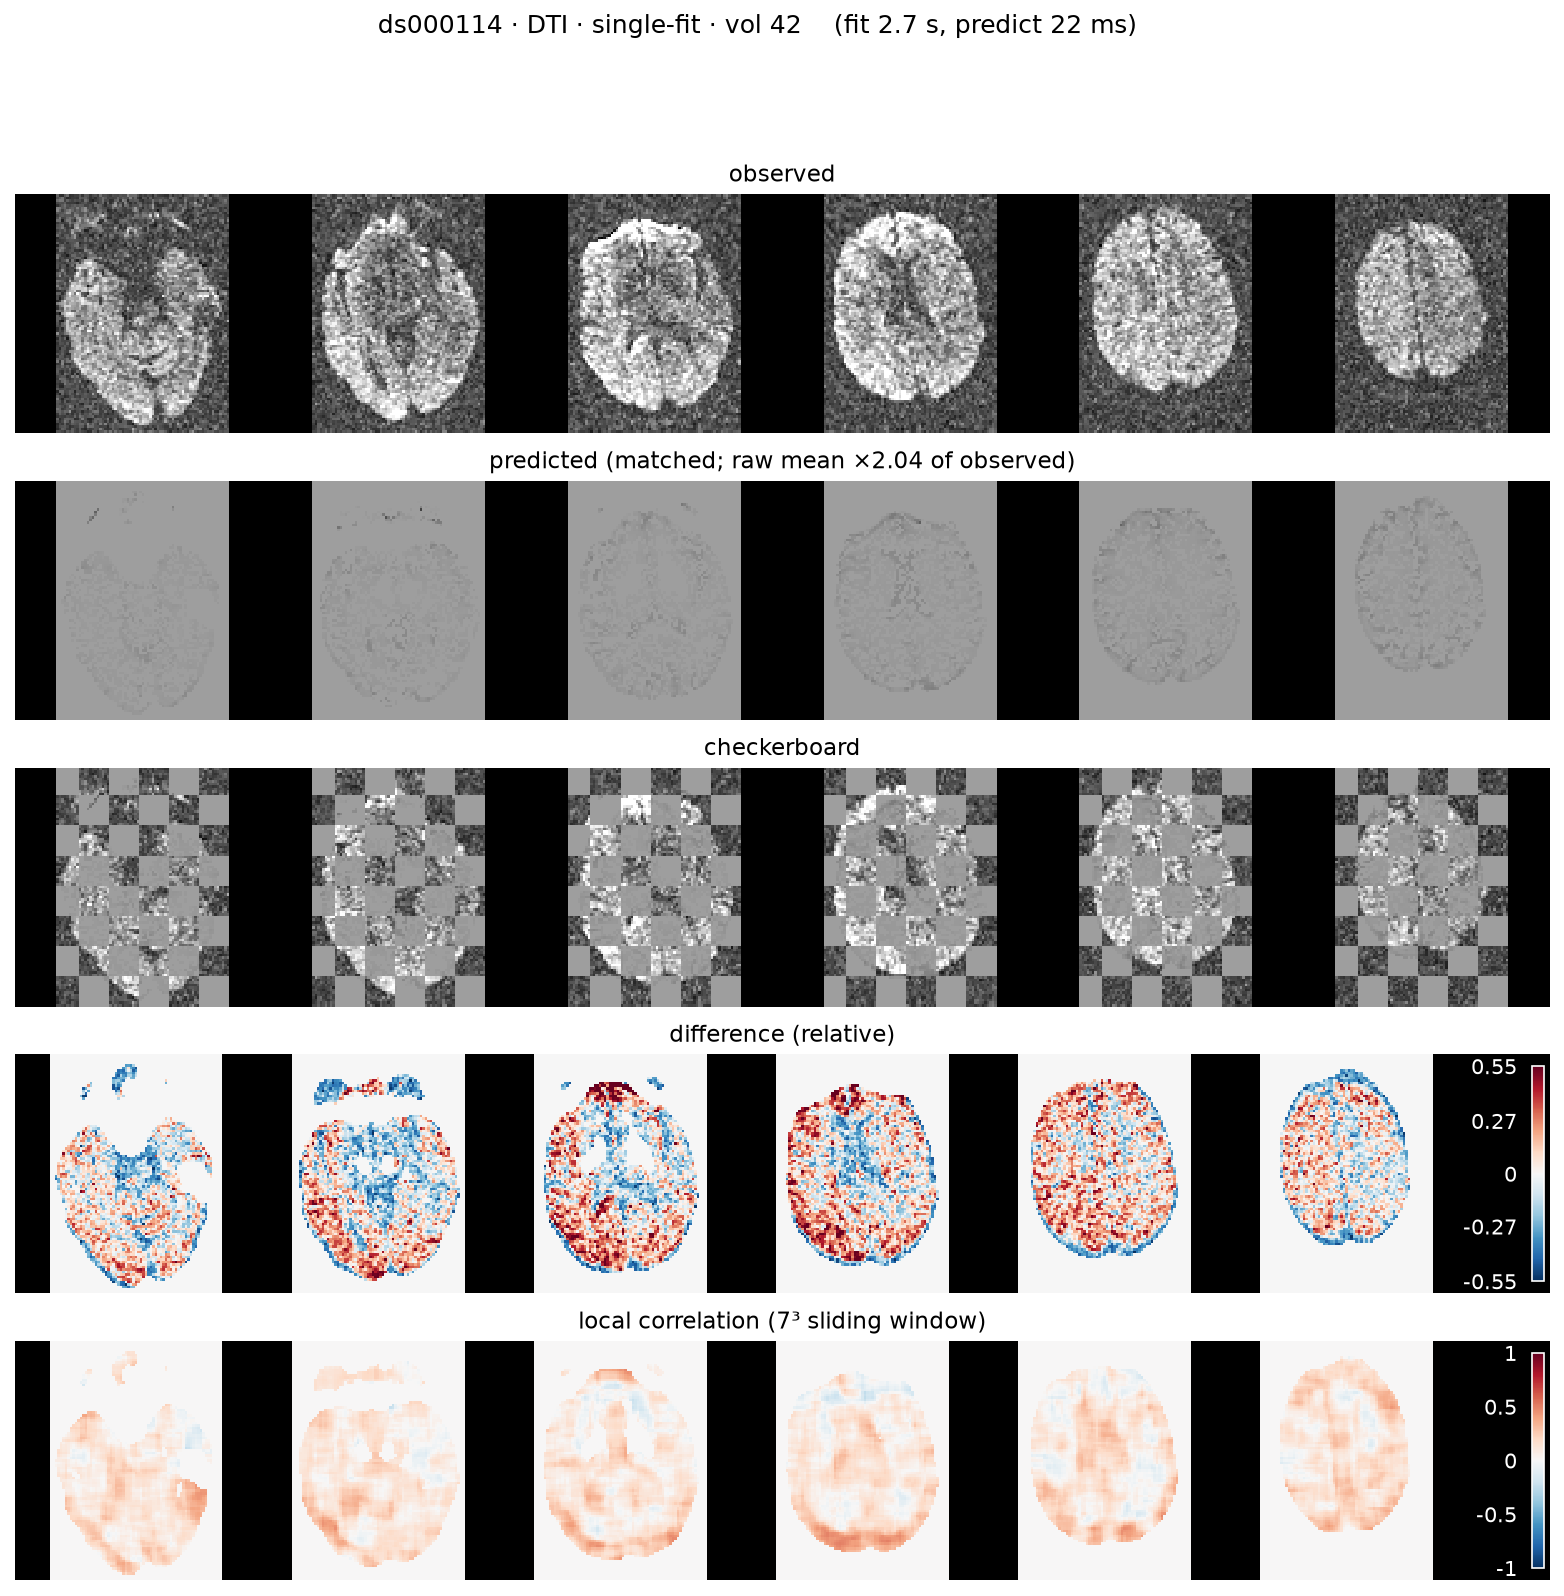 ds000114 · DTI · single-fit · vol 42 (fit 2.7 s, predict 22 ms)
observed
predicted (matched; raw mean ×2.04 of observed)
checkerboard
difference (relative)
0.55
0.27
0
-0.27
-0.55
local correlation (7³ sliding window)
1
0.5
0
-0.5
-1